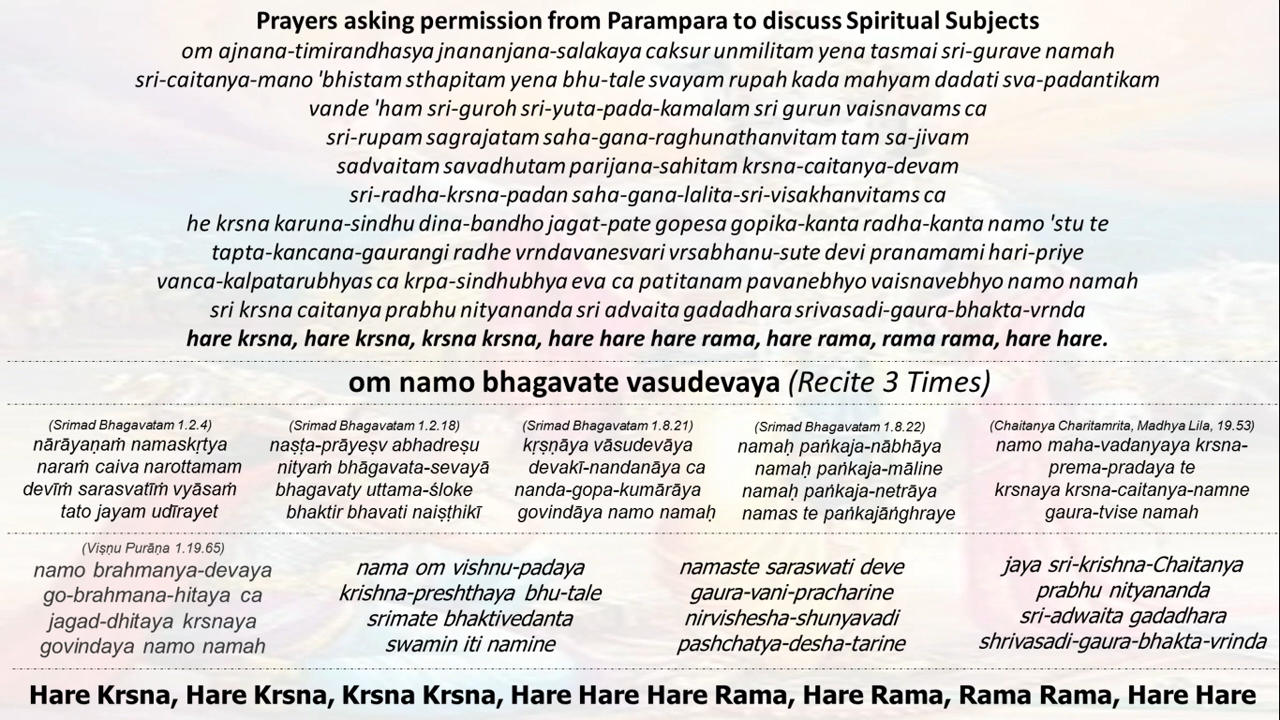 Prayers asking permission from Parampara to discuss Spiritual Subjects
om ajnana-timirandhasya jnananjana-salakaya caksur unmilitam yena tasmai sri-gurave namah
sri-caitanya-mano 'bhistam sthapitam yena bhu-tale svayam rupah kada mahyam dadati sva-padantikam
vande 'ham sri-guroh sri-yuta-pada-kamalam sri gurun vaisnavams ca
sri-rupam sagrajatam saha-gana-raghunathanvitam tam sa-jivam
sadvaitam savadhutam parijana-sahitam krsna-caitanya-devam
sri-radha-krsna-padan saha-gana-lalita-sri-visakhanvitams ca
he krsna karuna-sindhu dina-bandho jagat-pate gopesa gopika-kanta radha-kanta namo 'stu te
tapta-kancana-gaurangi radhe vrndavanesvari vrsabhanu-sute devi pranamami hari-priye
vanca-kalpatarubhyas ca krpa-sindhubhya eva ca patitanam pavanebhyo vaisnavebhyo namo namah
sri krsna caitanya prabhu nityananda sri advaita gadadhara srivasadi-gaura-bhakta-vrnda
hare krsna, hare krsna, krsna krsna, hare hare hare rama, hare rama, rama rama, hare hare.
om namo bhagavate vasudevaya (Recite 3 Times)
(Srimad Bhagavatam 1.2.4)
nārāyaṇaṁ namaskṛtya
naraṁ caiva narottamam
devīṁ sarasvatīṁ vyāsaṁ
tato jayam udīrayet
(Srimad Bhagavatam 1.2.18)
naṣṭa-prāyeṣv abhadreṣu
nityaṁ bhāgavata-sevayā
bhagavaty uttama-śloke
bhaktir bhavati naiṣṭhikī
(Srimad Bhagavatam 1.8.21)
kṛṣṇāya vāsudevāya
devakī-nandanāya ca
nanda-gopa-kumārāya
govindāya namo namaḥ
(Srimad Bhagavatam 1.8.22)
namaḥ paṅkaja-nābhāya
namaḥ paṅkaja-māline
namaḥ paṅkaja-netrāya
namas te paṅkajāṅghraye
(Chaitanya Charitamrita, Madhya Lila, 19.53)
namo maha-vadanyaya krsna-
prema-pradaya te
krsnaya krsna-caitanya-namne
gaura-tvise namah
(Viṣṇu Purāṇa 1.19.65)
namo brahmanya-devaya
go-brahmana-hitaya ca
jagad-dhitaya krsnaya
govindaya namo namah
nama om vishnu-padaya
krishna-preshthaya bhu-tale
srimate bhaktivedanta
swamin iti namine
namaste saraswati deve
gaura-vani-pracharine
nirvishesha-shunyavadi
pashchatya-desha-tarine
jaya sri-krishna-Chaitanya
prabhu nityananda
sri-adwaita gadadhara
shrivasadi-gaura-bhakta-vrinda
Hare Krsna, Hare Krsna, Krsna Krsna, Hare Hare Hare Rama, Hare Rama, Rama Rama, Hare Hare